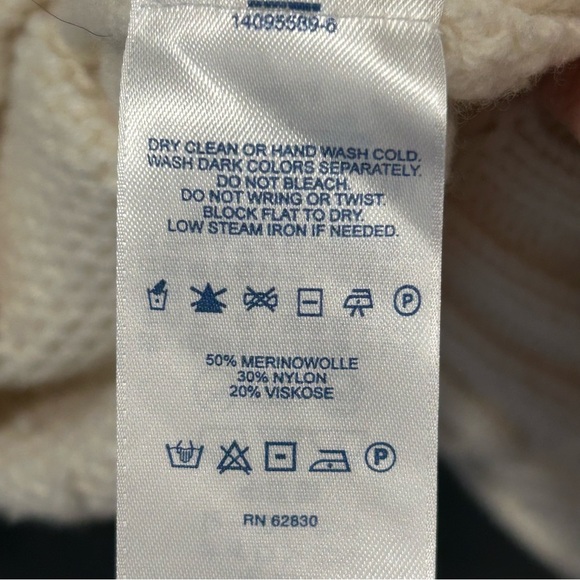 14095589-6
DRY CLEAN OR HAND WASH COLD.
WASH DARK COLORS SEPARATELY.
DO NOT BLEACH.
DO NOT WRING OR TWIST.
BLOCK FLAT TO DRY.
LOW STEAM IRON IF NEEDED.
P
50% MERINOWOLLE
30% NYLON
20% VISKOSE
P
RN 62830